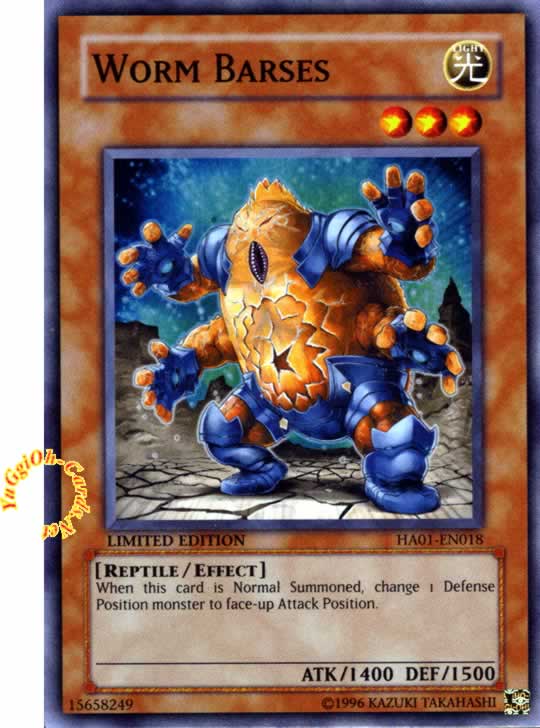 WORM BARSES
LIGHT
光
YuGgiOh-Cards.Net
LIMITED EDITION
HA01-EN018
[REPTILE/EFFECT]
When this card is Normal Summoned, change 1 Defense
Position monster to face-up Attack Position.
ATK/1400 DEF/1500
15658249
©1996 KAZUKI TAKAHASHI